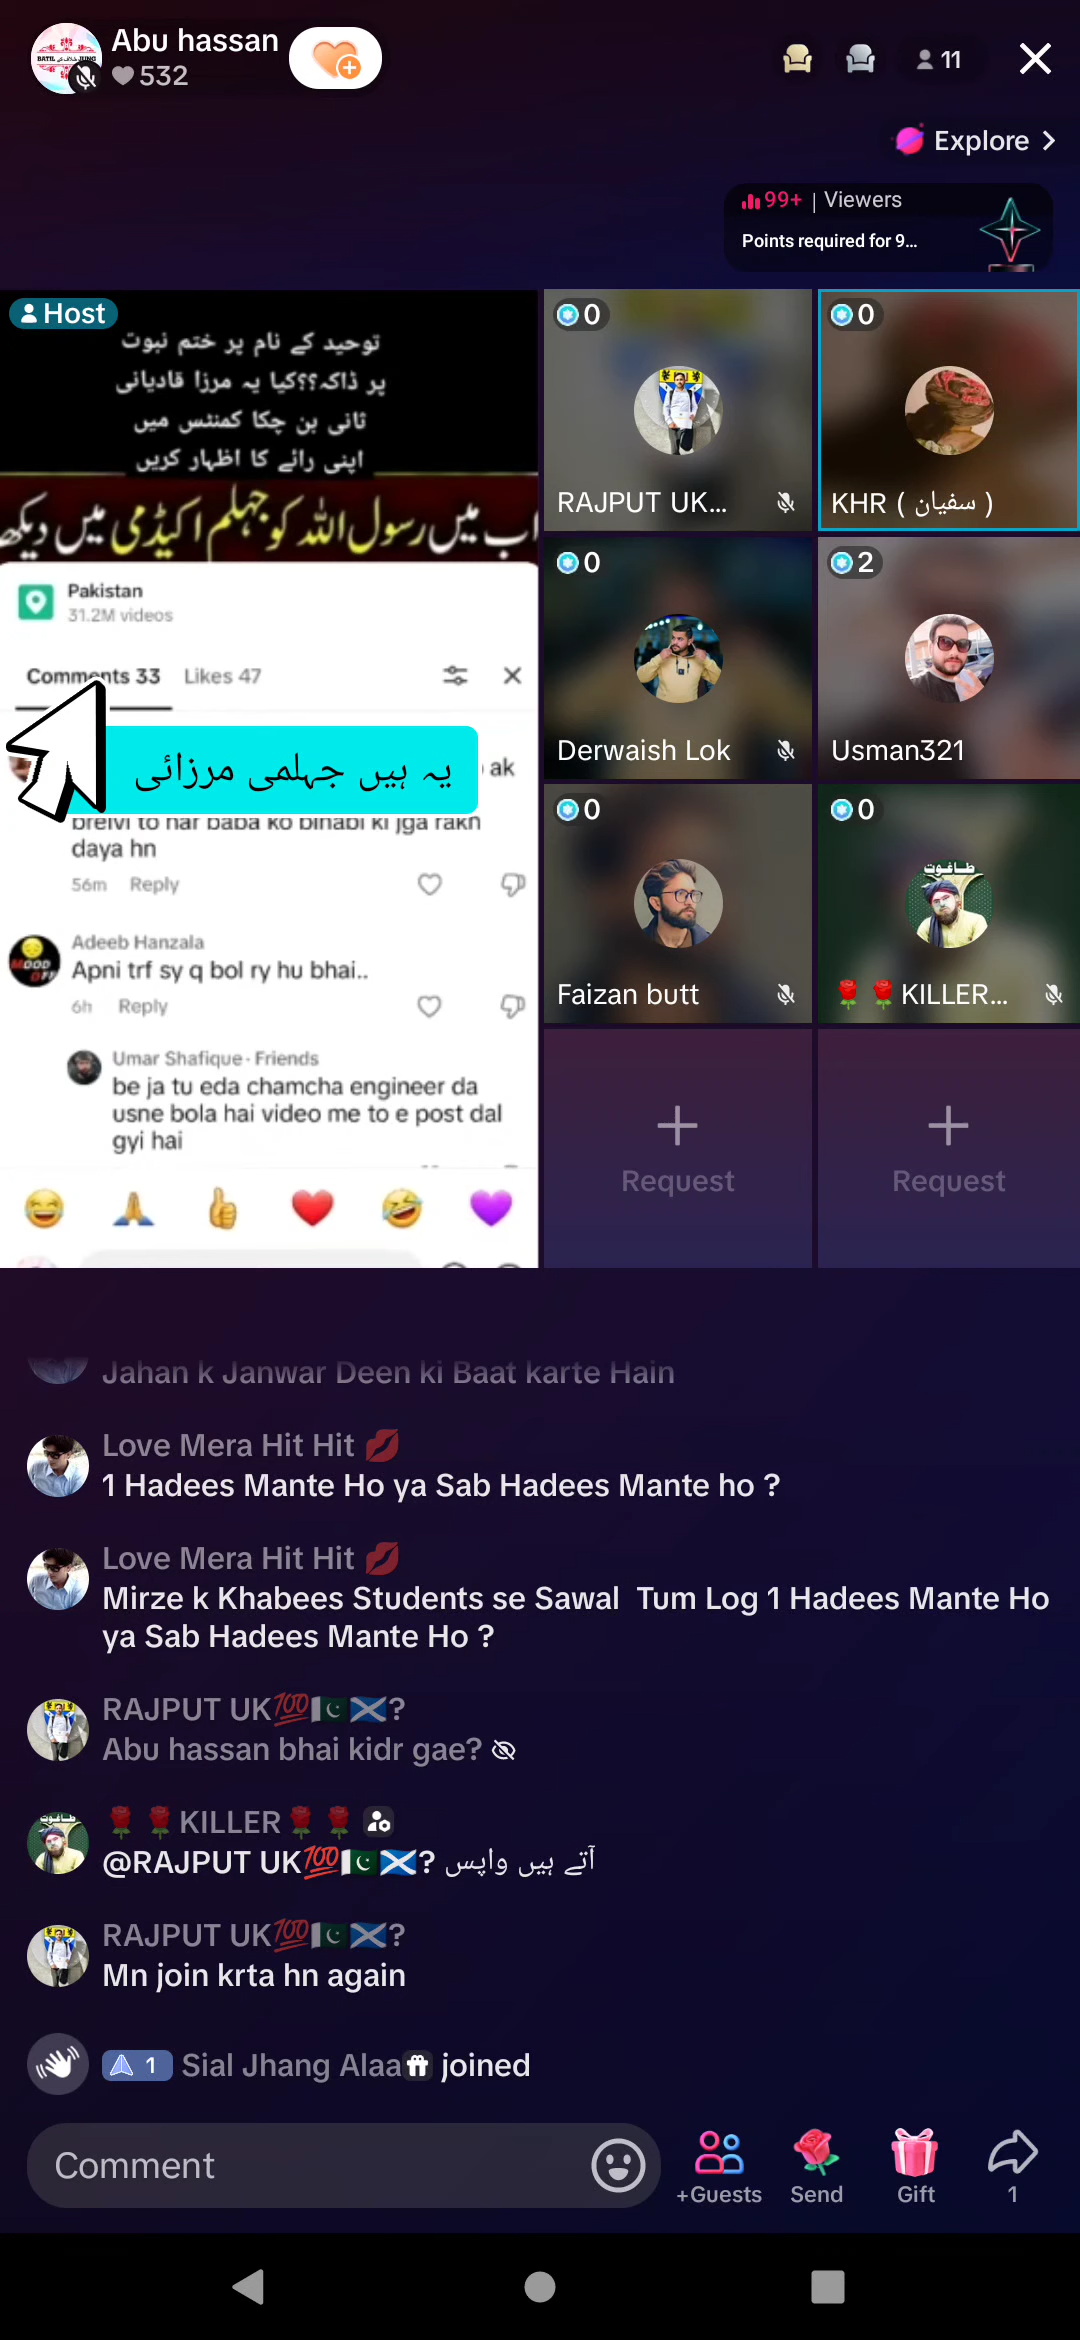 Abu hassan
532
11
Explore
99+ | Viewers
Points required for 9...
Host
توحید کے نام پر ختم نبوت
پر ڈاکہ؟؟کیا یہ مرزا قادیانی
ثانی بن چکا کمنٹس میں
اپنی رائے کا اظہار کریں
اب میں رسول اللہ کو جہلم اکیڈمی میں دیکھ
Pakistan
31.2M videos
Comments 33
Likes 47
یہ ہیں جہلمی مرزائی
ak
brelvi to har baba ko bihabi ki jga rakh
daya hn
56m Reply
Adeeb Hanzala
MOOD OFF
Apni trf sy q bol ry hu bhai..
6h Reply
Umar Shafique · Friends
be ja tu eda chamcha engineer da
usne bola hai video me to e post dal
gyi hai
0
RAJPUT UK...
0
KHR ( سفیان )
0
Derwaish Lok
2
Usman321
0
Faizan butt
0
طاغوت
🌹🌹KILLER...
Request
Request
Jahan k Janwar Deen ki Baat karte Hain
Love Mera Hit Hit 💋
1 Hadees Mante Ho ya Sab Hadees Mante ho ?
Love Mera Hit Hit 💋
Mirze k Khabees Students se Sawal Tum Log 1 Hadees Mante Ho
ya Sab Hadees Mante Ho ?
RAJPUT UK💯🇵🇰🏴󠁧󠁢󠁳󠁣󠁴󠁿?
Abu hassan bhai kidr gae?
🌹🌹KILLER🌹🌹
@RAJPUT UK💯🇵🇰🏴󠁧󠁢󠁳󠁣󠁴󠁿? آتے ہیں واپس
RAJPUT UK💯🇵🇰🏴󠁧󠁢󠁳󠁣󠁴󠁿?
Mn join krta hn again
1 Sial Jhang Alaa joined
Comment
+Guests
Send
Gift
1